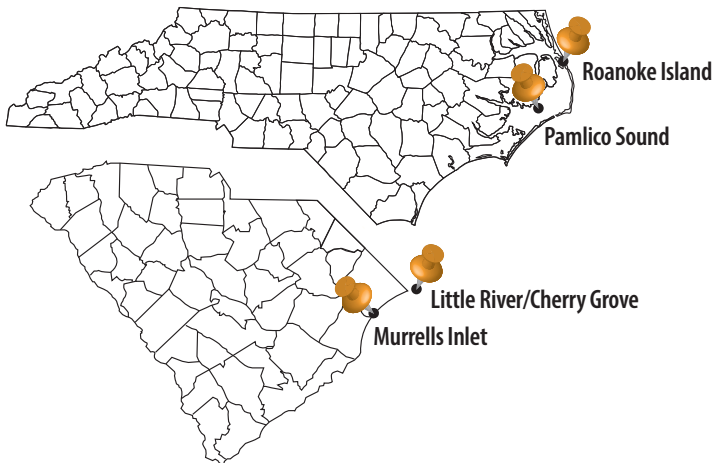 Roanoke Island
Pamlico Sound
Little River/Cherry Grove
Murrells Inlet